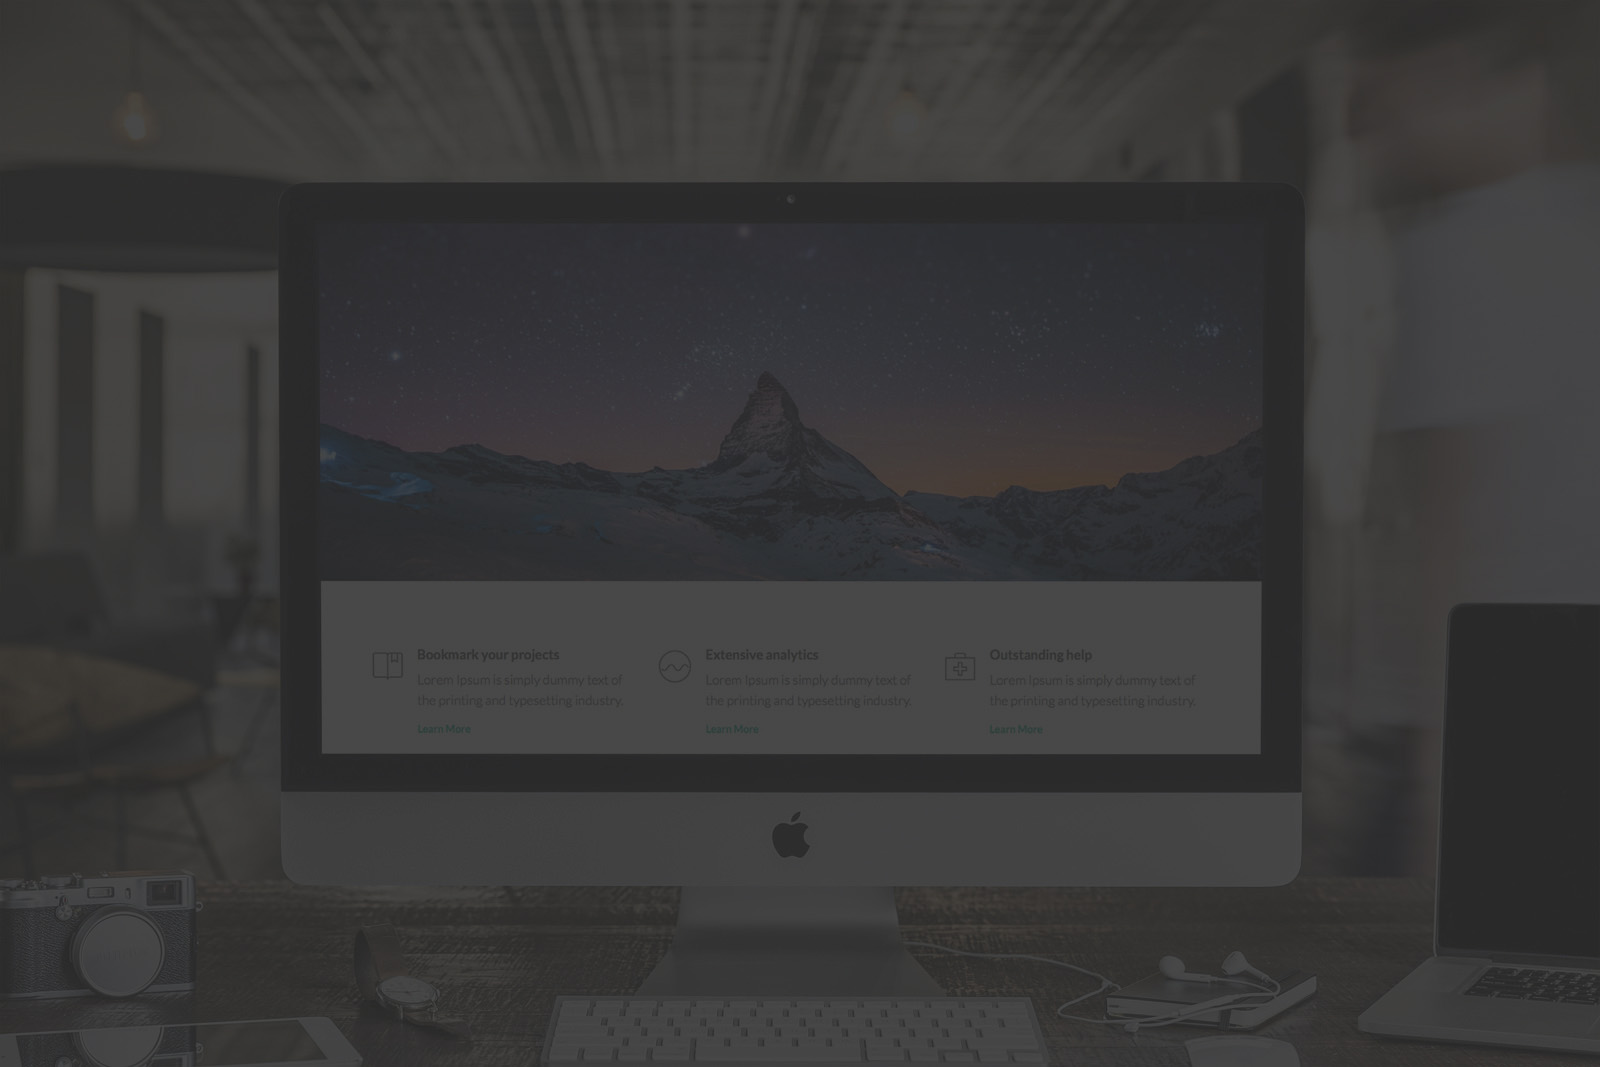 Bookmark your projects
Lorem Ipsum is simply dummy text of
the printing and typesetting industry.
Learn More
Extensive analytics
Lorem Ipsum is simply dummy text of
the printing and typesetting industry.
Learn More
Outstanding help
Lorem Ipsum is simply dummy text of
the printing and typesetting industry.
Learn More